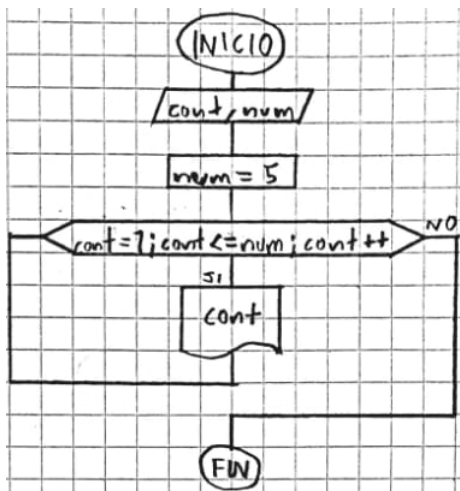 INICIO
cont, num
num = 5
cont=1; cont<=num; cont++
NO
SI
cont
FIN